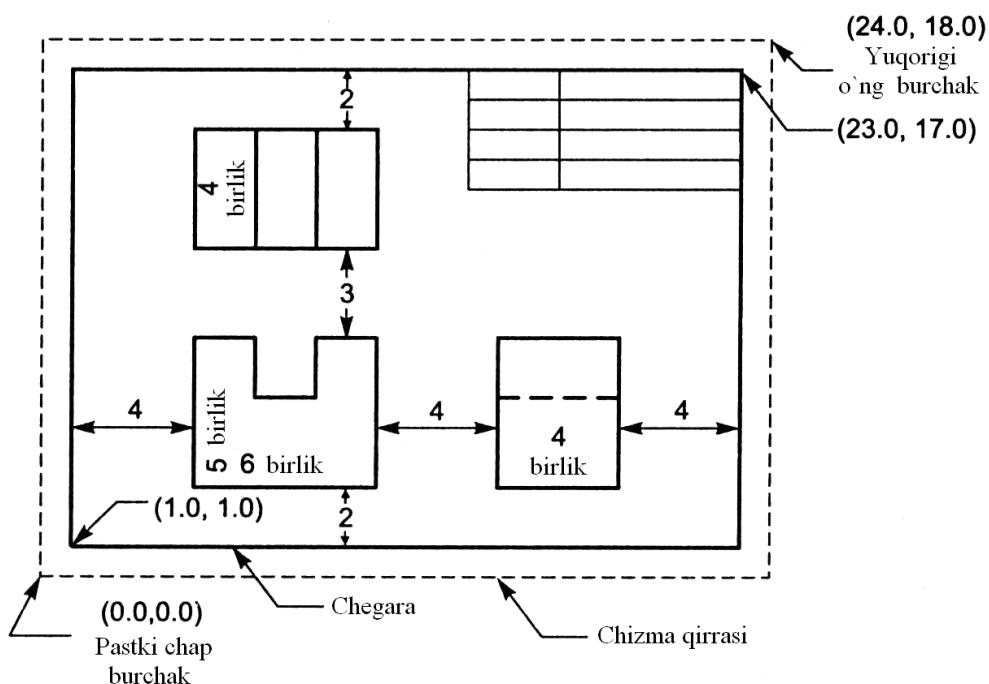 (24.0, 18.0)
Yuqorigi
o`ng burchak
(23.0, 17.0)
2
4
birlik
3
4
4
4
5 birlik
6 birlik
4
birlik
(1.0, 1.0)
2
(0.0,0.0)
Pastki chap
burchak
Chegara
Chizma qirrasi